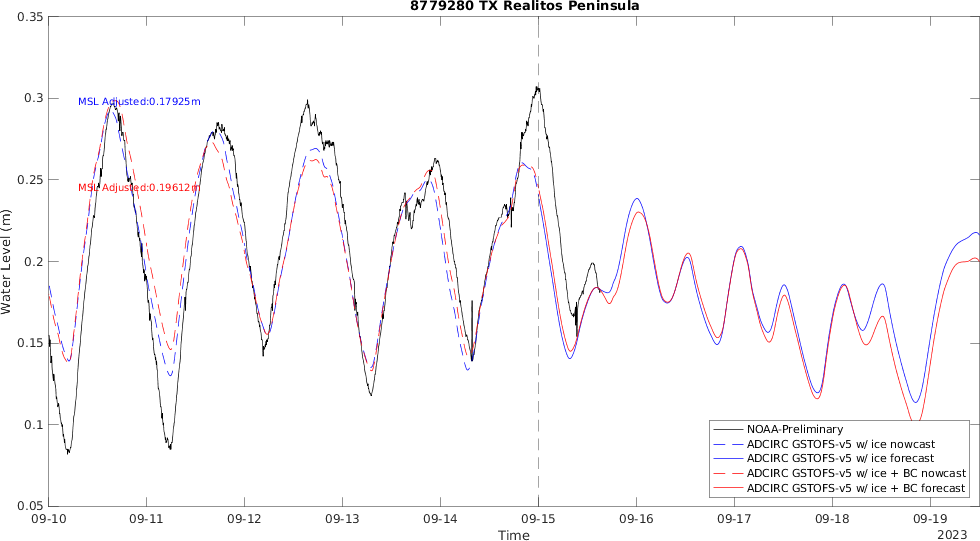 8779280 TX Realitos Peninsula
0.35
0.3
0.25
0.2
0.15
0.1
0.05
Water Level (m)
MSL Adjusted:0.17925m
MSL Adjusted:0.19612m
NOAA-Preliminary
ADCIRC GSTOFS-v5 w/ ice nowcast
ADCIRC GSTOFS-v5 w/ ice forecast
ADCIRC GSTOFS-v5 w/ ice + BC nowcast
ADCIRC GSTOFS-v5 w/ ice + BC forecast
09-10 09-11 09-12 09-13 09-14 09-15 09-16 09-17 09-18 09-19
Time
2023